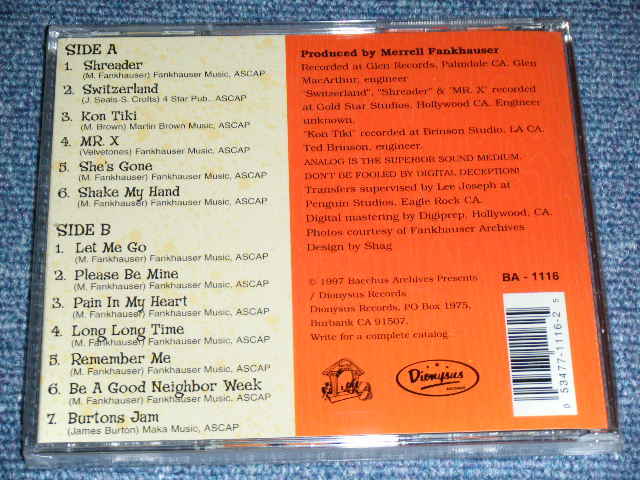 SIDE A
1. Shreader
(M. Fankhauser) Fankhauser Music, ASCAP
2. Switzerland
(J. Seals-S. Crofts) 4 Star Pub., ASCAP
3. Kon Tiki
(M. Brown) Martin Brown Music, ASCAP
4. MR. X
(Velvetones) Fankhauser Music, ASCAP
5. She's Gone
(M. Fankhauser) Fankhauser Music, ASCAP
6. Shake My Hand
(M. Fankhauser) Fankhauser Music, ASCAP
SIDE B
1. Let Me Go
(M. Fankhauser) Fankhauser Music, ASCAP
2. Please Be Mine
(M. Fankhauser) Fankhauser Music, ASCAP
3. Pain In My Heart
(M. Fankhauser) Fankhauser Music, ASCAP
4. Long Long Time
(M. Fankhauser) Fankhauser Music, ASCAP
5. Remember Me
(M. Fankhauser) Fankhauser Music, ASCAP
6. Be A Good Neighbor Week
(M. Fankhauser) Fankhauser Music, ASCAP
7. Burtons Jam
(James Burton) Maka Music, ASCAP
Produced by Merrell Fankhauser
Recorded at Glen Records, Palmdale CA. Glen
MacArthur, engineer
"Switzerland", "Shreader" & "MR. X" recorded
at Gold Star Studios, Hollywood CA. Engineer
unknown,
"Kon Tiki" recorded at Brinson Studio, LA CA,
Ted Brinson, engineer.
ANALOG IS THE SUPERIOR SOUND MEDIUM.
DON'T BE FOOLED BY DIGITAL DECEPTION!
Transfers supervised by Lee Joseph at
Penguin Studios, Eagle Rock CA.
Digital mastering by Digiprep, Hollywood, CA.
Photos courtesy of Fankhauser Archives
Design by Shag
© 1997 Bacchus Archives Presents
/ Dionysus Records
Dionysus Records, PO Box 1975,
Burbank CA 91507.
Write for a complete catalog.
BA - 1116
Dionysus
RECORDS
0 53477-1116-2 5